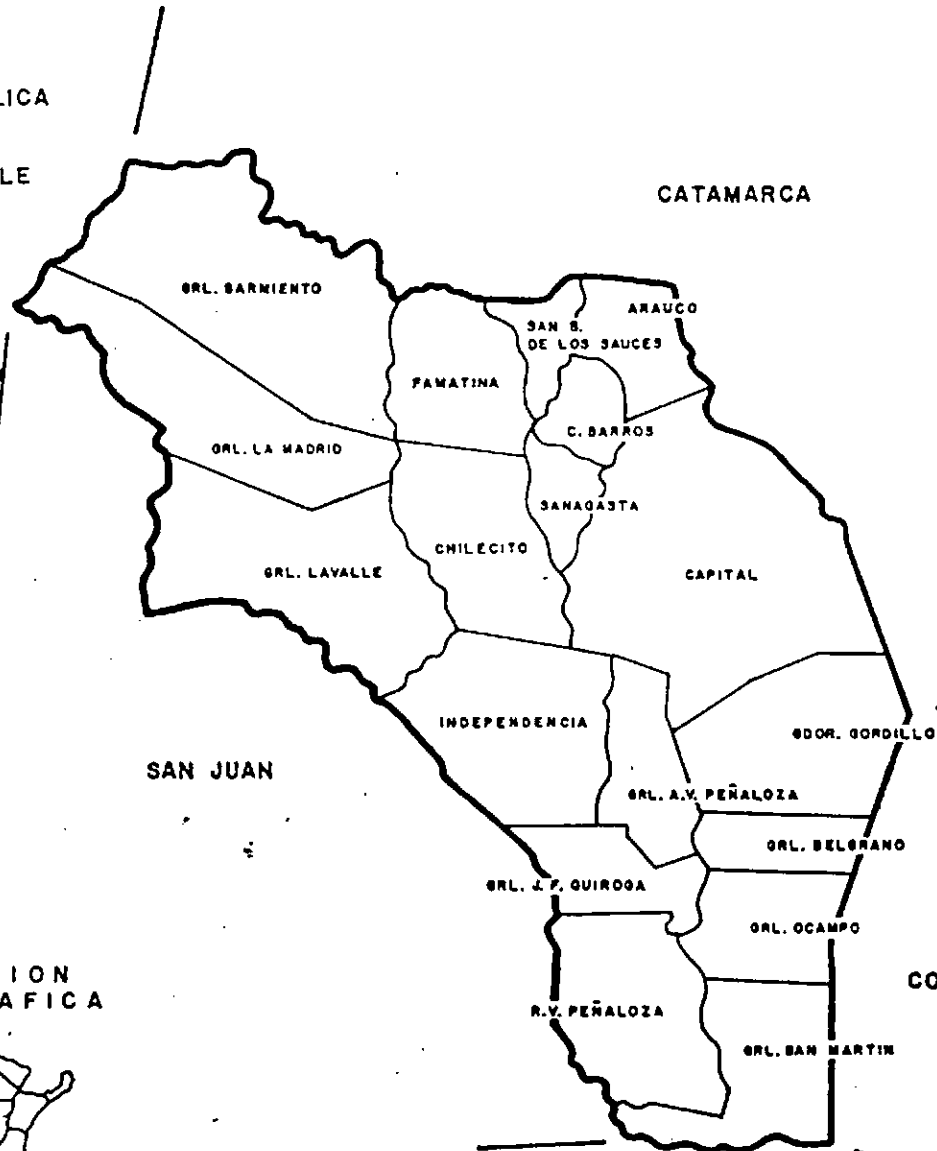 LICA
LE
CATAMARCA
GRL. SARMIENTO
ARAUCO
SAN B.
DE LOS SAUCES
FAMATINA
C. BARROS
GRL. LA MADRID
SANAGASTA
CHILECITO
GRL. LAVALLE
CAPITAL
INDEPENDENCIA
GDOR. GORDILLO
SAN JUAN
GRL. A.V. PEÑALOZA
GRL. BELGRANO
GRL. J. F. QUIROGA
GRL. OCAMPO
ION
AFICA
CO
R.V. PEÑALOZA
GRL. SAN MARTIN